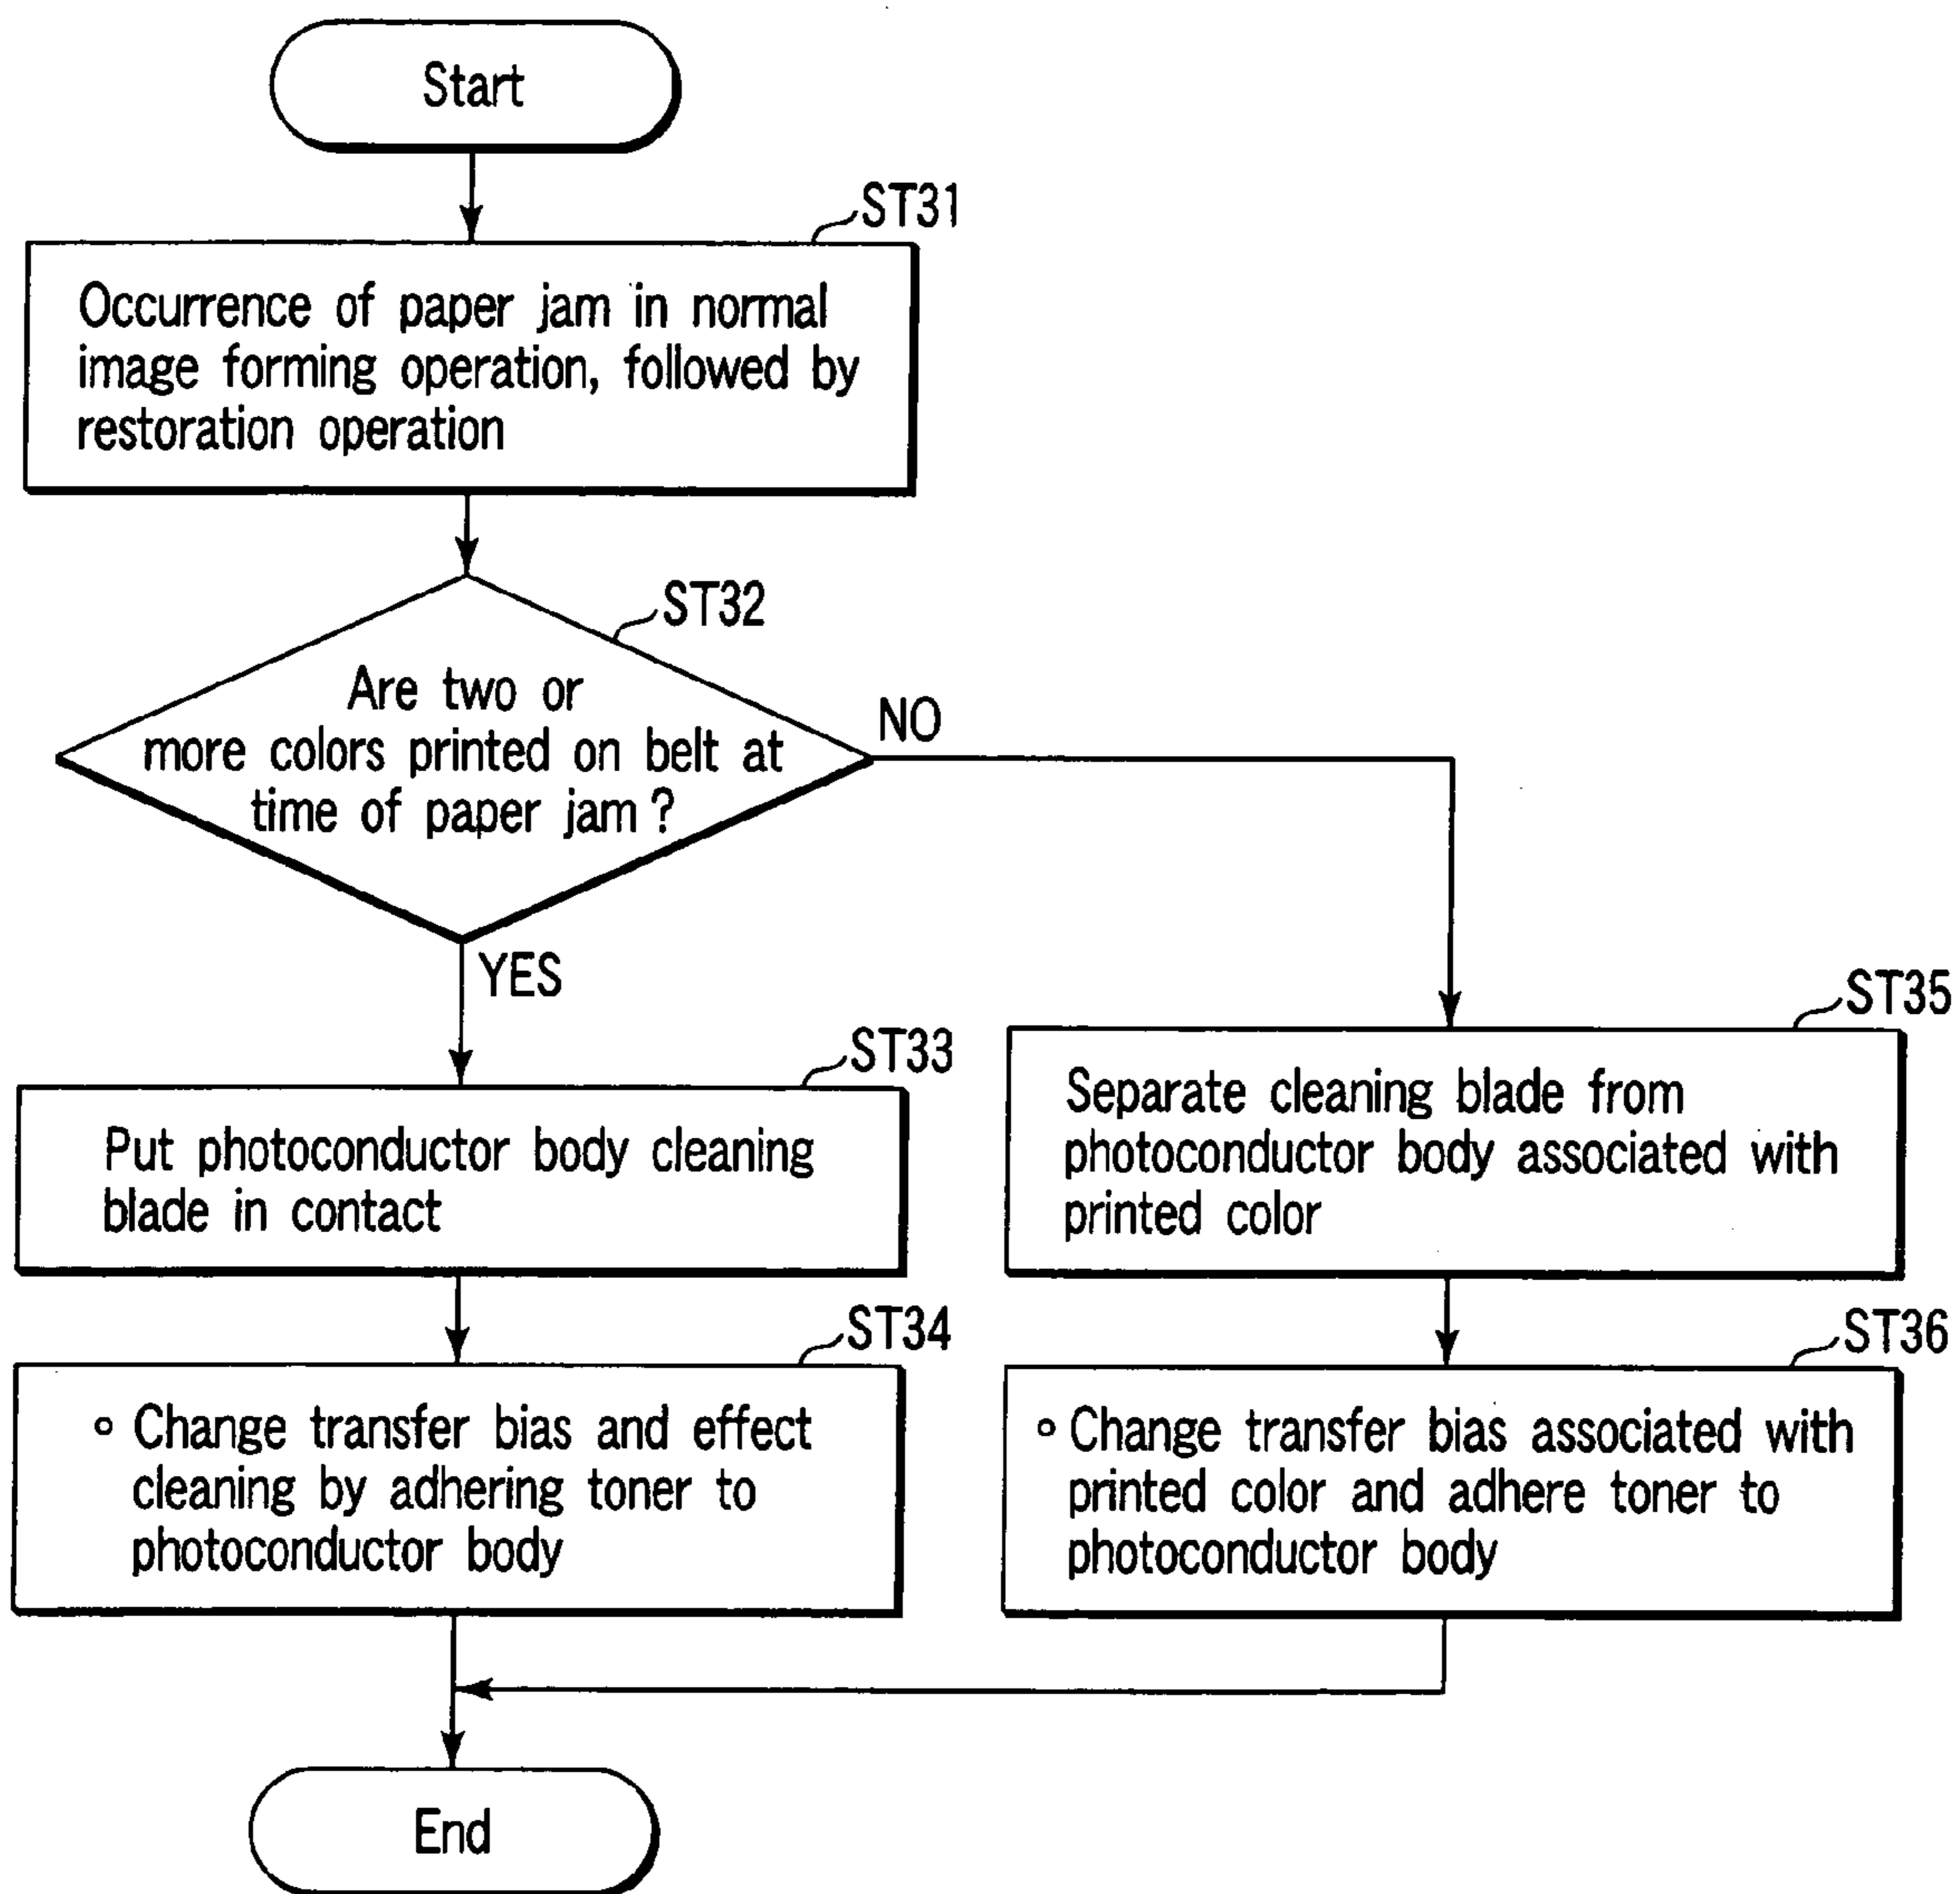 Start
ST31
Occurrence of paper jam in normal
image forming operation, followed by
restoration operation
ST32
Are two or
more colors printed on belt at
time of paper jam ?
NO
YES
ST33
Put photoconductor body cleaning
blade in contact
ST34
○ Change transfer bias and effect
cleaning by adhering toner to
photoconductor body
ST35
Separate cleaning blade from
photoconductor body associated with
printed color
ST36
○ Change transfer bias associated with
printed color and adhere toner to
photoconductor body
End